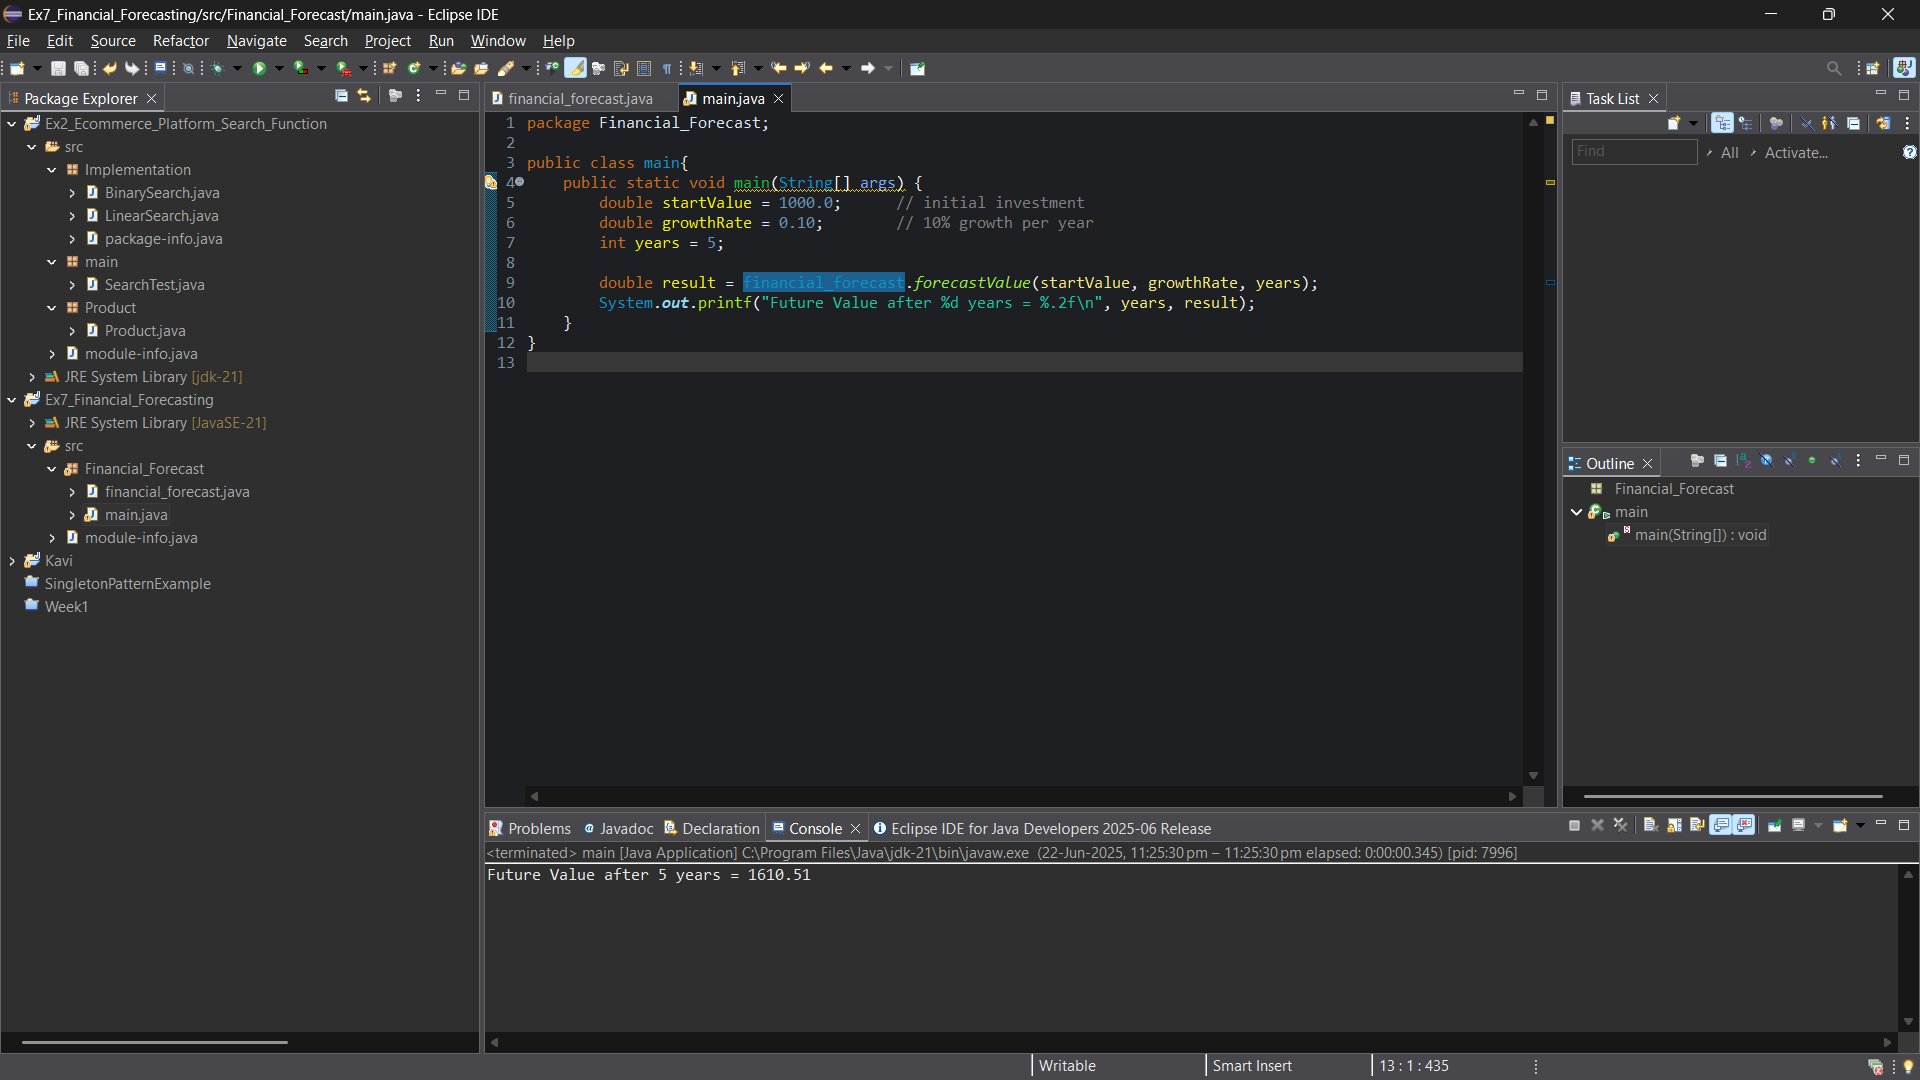 Ex7_Financial_Forecasting/src/Financial_Forecast/main.java - Eclipse IDE
File Edit Source Refactor Navigate Search Project Run Window Help
Package Explorer
Ex2_Ecommerce_Platform_Search_Function
src
Implementation
BinarySearch.java
LinearSearch.java
package-info.java
main
SearchTest.java
Product
Product.java
module-info.java
JRE System Library [jdk-21]
Ex7_Financial_Forecasting
JRE System Library [JavaSE-21]
src
Financial_Forecast
financial_forecast.java
main.java
module-info.java
Kavi
SingletonPatternExample
Week1
financial_forecast.java main.java
1 package Financial_Forecast;
2
3 public class main{
4 public static void main(String[] args) {
5 double startValue = 1000.0; // initial investment
6 double growthRate = 0.10; // 10% growth per year
7 int years = 5;
8
9 double result = financial_forecast.forecastValue(startValue, growthRate, years);
10 System.out.printf("Future Value after %d years = %.2f\n", years, result);
11 }
12 }
13
Task List
Find All Activate...
Outline
Financial_Forecast
main
main(String[]) : void
Problems Javadoc Declaration Console Eclipse IDE for Java Developers 2025-06 Release
<terminated> main [Java Application] C:\Program Files\Java\jdk-21\bin\javaw.exe (22-Jun-2025, 11:25:30 pm – 11:25:30 pm elapsed: 0:00:00.345) [pid: 7996]
Future Value after 5 years = 1610.51
Writable Smart Insert 13 : 1 : 435